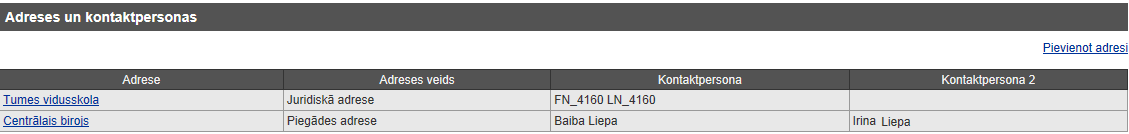 Adreses un kontaktpersonas
Pievienot adresi
Adrese Adreses veids Kontaktpersona Kontaktpersona 2
Tumes vidusskola Juridiskā adrese FN_4160 LN_4160
Centrālais birojs Piegādes adrese Baiba Liepa Irina Liepa